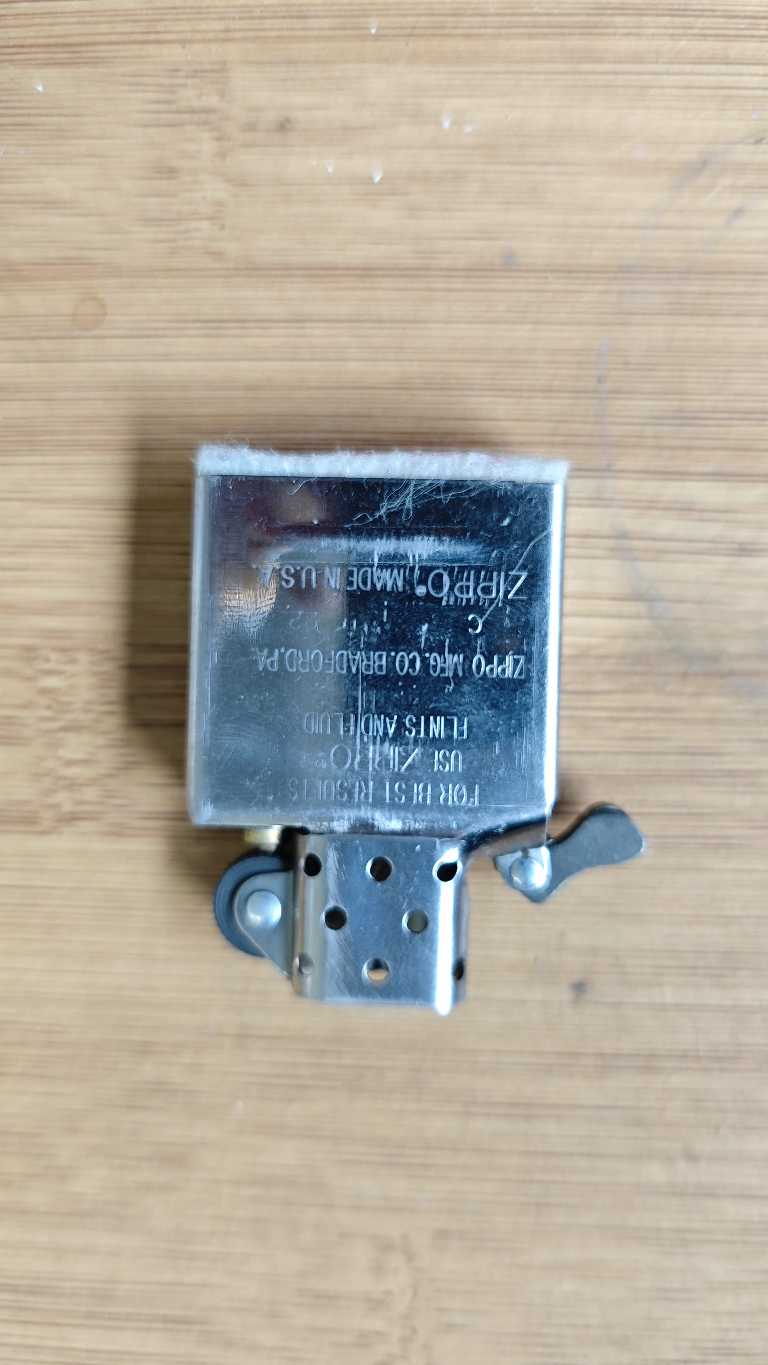 FOR BEST RESULTS
USE ZIPPO®
FLINTS AND FLUID
ZIPPO MFG. CO. BRADFORD, PA
C
ZIPPO® MADE IN U.S.A.